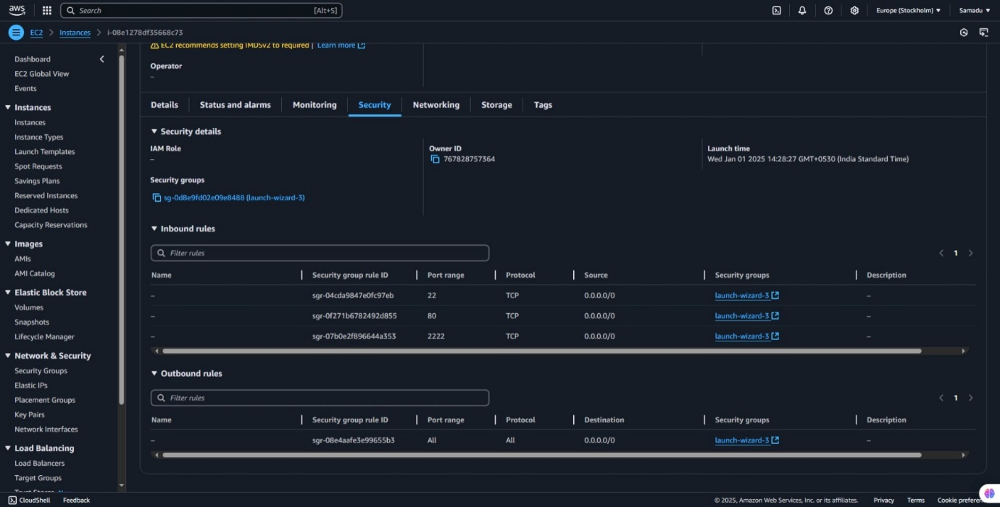 aws
Search [Alt+S]
Europe (Stockholm) ▼ Samadu ▼
EC2 > Instances > i-08e1278df35668c73
Dashboard
EC2 Global View
Events
Instances
Instances
Instance Types
Launch Templates
Spot Requests
Savings Plans
Reserved Instances
Dedicated Hosts
Capacity Reservations
Images
AMIs
AMI Catalog
Elastic Block Store
Volumes
Snapshots
Lifecycle Manager
Network & Security
Security Groups
Elastic IPs
Placement Groups
Key Pairs
Network Interfaces
Load Balancing
Load Balancers
Target Groups
EC2 recommends setting IMDSv2 to required | Learn more
Operator
–
Details Status and alarms Monitoring Security Networking Storage Tags
Security details
IAM Role
–
Owner ID
767828757364
Launch time
Wed Jan 01 2025 14:28:27 GMT+0530 (India Standard Time)
Security groups
sg-0d8e9fd02e09e8488 (launch-wizard-3)
Inbound rules
Filter rules
1
Name Security group rule ID Port range Protocol Source Security groups Description
– sgr-04cda9847e0fc97eb 22 TCP 0.0.0.0/0 launch-wizard-3 –
– sgr-0f271b6782492d855 80 TCP 0.0.0.0/0 launch-wizard-3 –
– sgr-07b0e2f896644a353 2222 TCP 0.0.0.0/0 launch-wizard-3 –
Outbound rules
Filter rules
1
Name Security group rule ID Port range Protocol Destination Security groups Description
– sgr-08e4aafe3e99655b3 All All 0.0.0.0/0 launch-wizard-3 –
CloudShell Feedback
© 2025, Amazon Web Services, Inc. or its affiliates. Privacy Terms Cookie preferen